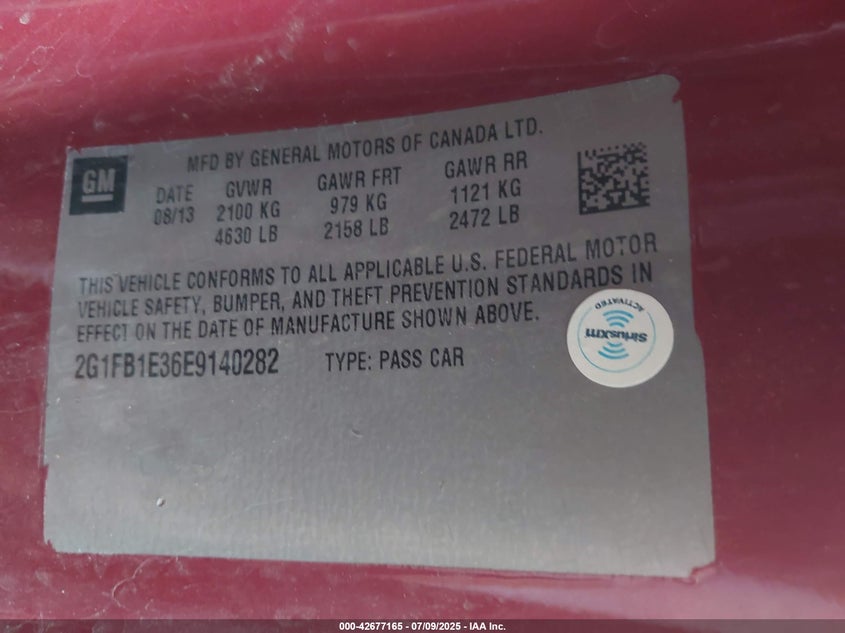 GM
MFD BY GENERAL MOTORS OF CANADA LTD.
DATE GVWR GAWR FRT GAWR RR
08/13 2100 KG 979 KG 1121 KG
4630 LB 2158 LB 2472 LB
THIS VEHICLE CONFORMS TO ALL APPLICABLE U.S. FEDERAL MOTOR
VEHICLE SAFETY, BUMPER, AND THEFT PREVENTION STANDARDS IN
EFFECT ON THE DATE OF MANUFACTURE SHOWN ABOVE.
2G1FB1E36E9140282 TYPE: PASS CAR
SiriusXM
ACTIVATED
000-42677165 - 07/09/2025 - IAA Inc.